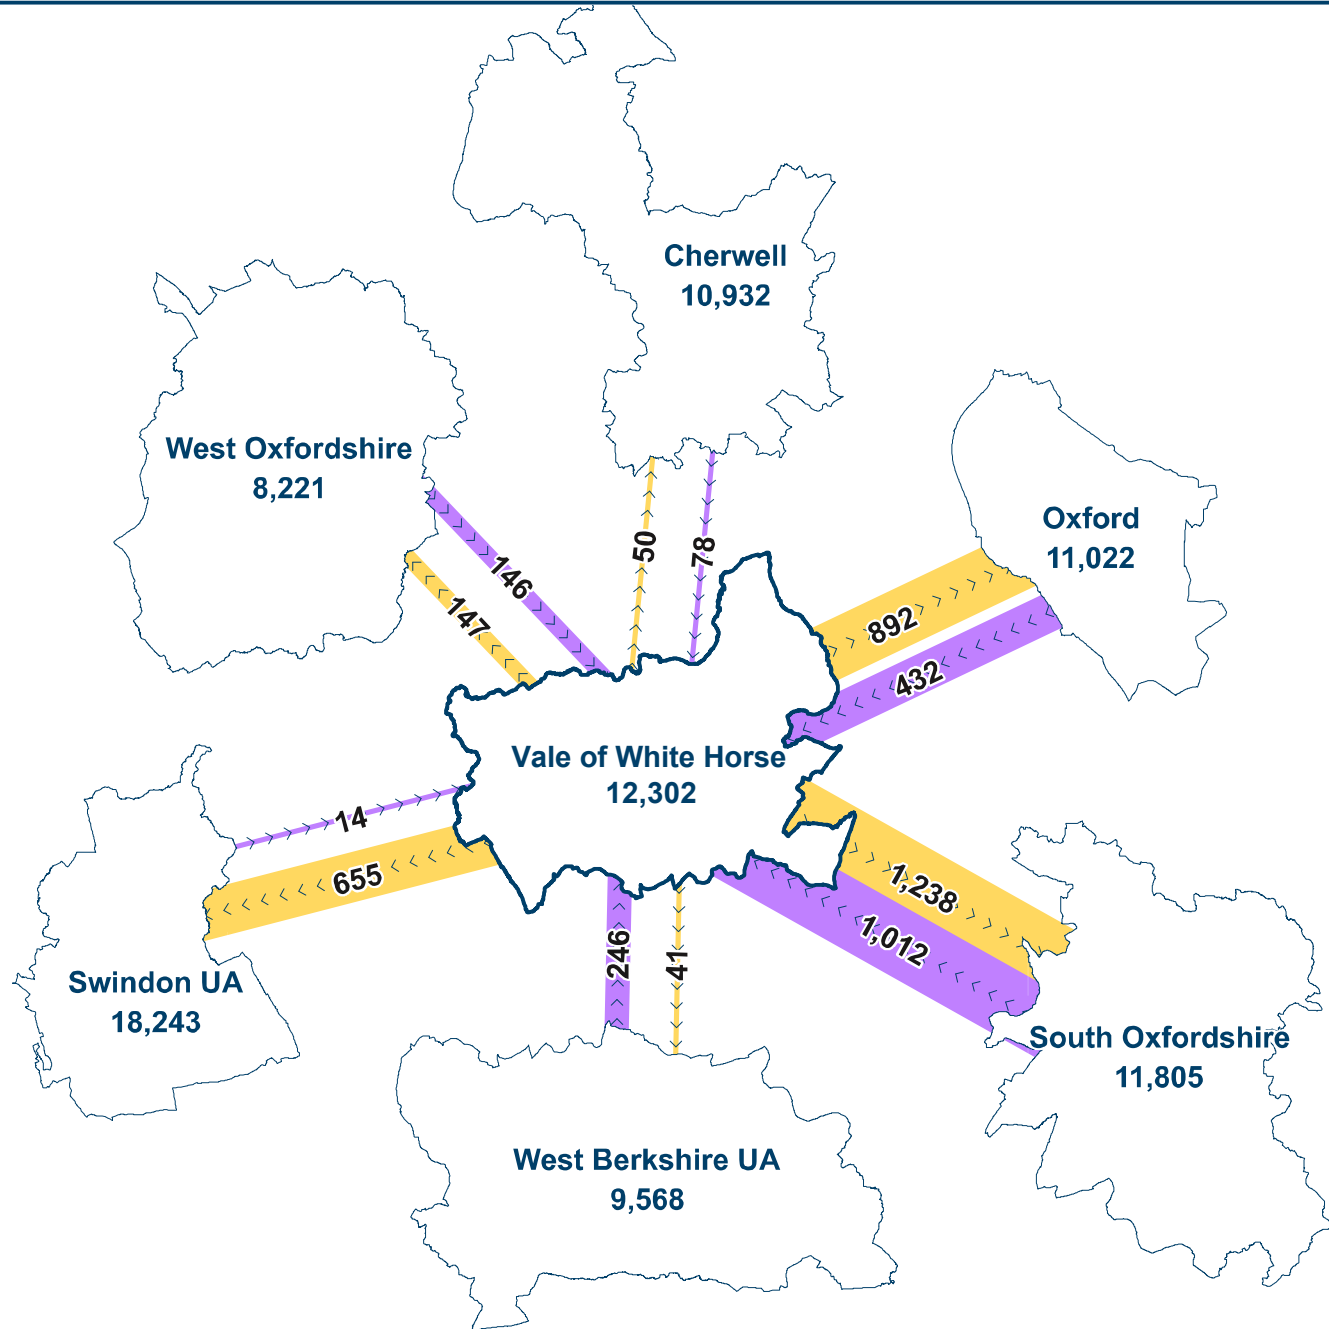 Cherwell
10,932
West Oxfordshire
8,221
Oxford
11,022
146
147
50
78
892
432
Vale of White Horse
12,302
14
655
1,238
1,012
246
41
Swindon UA
18,243
South Oxfordshire
11,805
West Berkshire UA
9,568